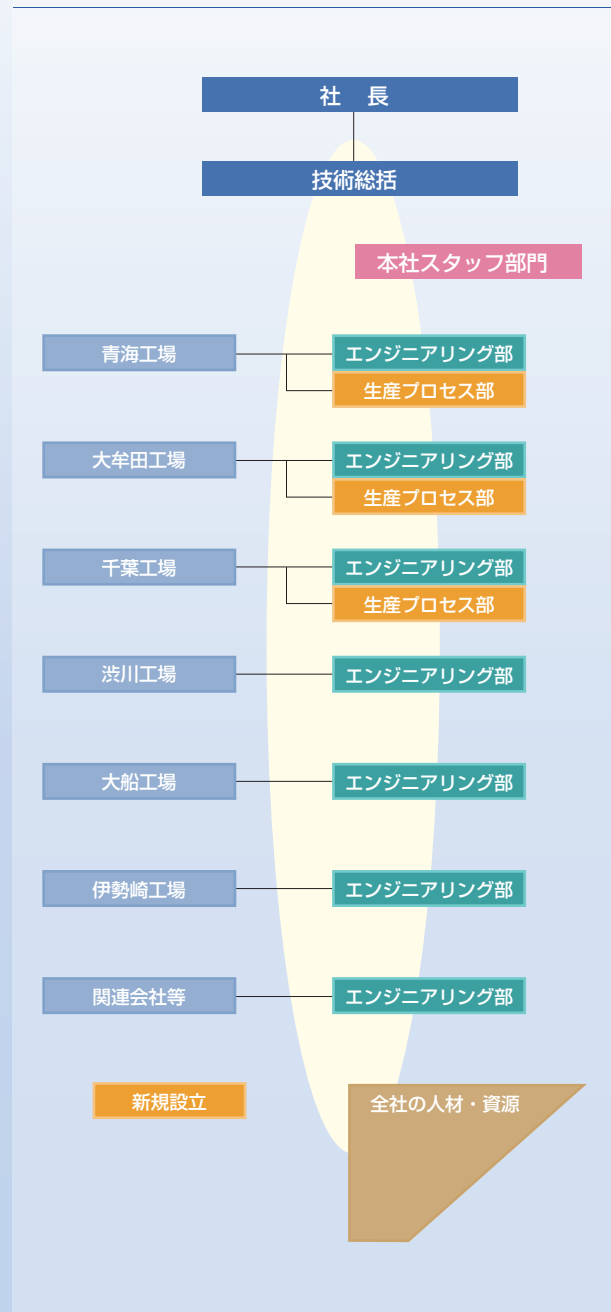 社　長
技術総括
本社スタッフ部門
青海工場
エンジニアリング部
生産プロセス部
大牟田工場
エンジニアリング部
生産プロセス部
千葉工場
エンジニアリング部
生産プロセス部
渋川工場
エンジニアリング部
大船工場
エンジニアリング部
伊勢崎工場
エンジニアリング部
関連会社等
エンジニアリング部
新規設立
全社の人材・資源